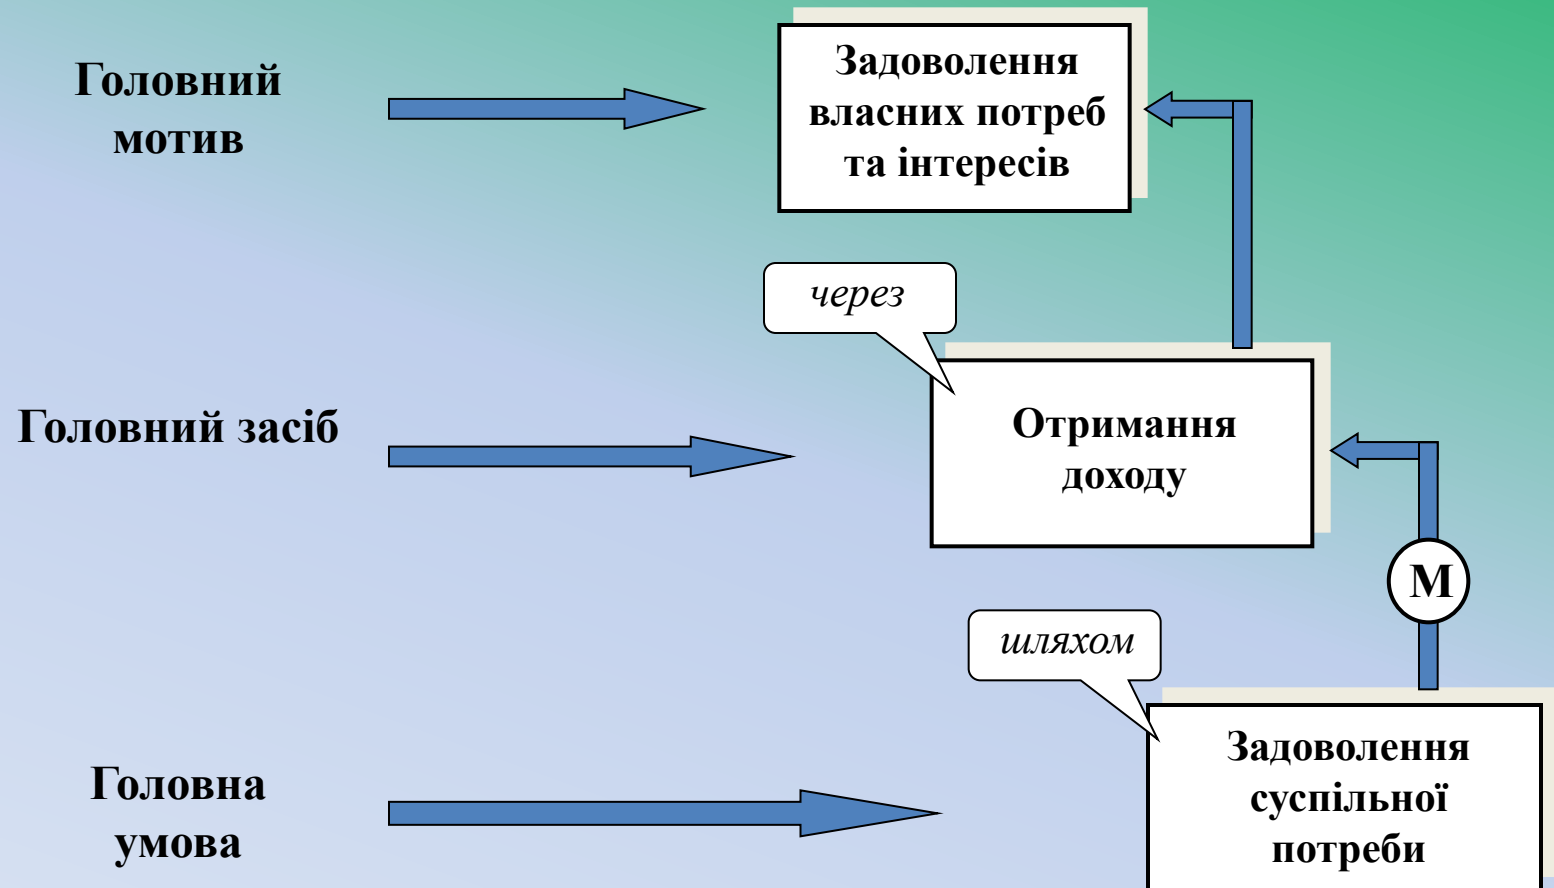 Головний
мотив
Задоволення
власних потреб
та інтересів
через
Головний засіб
Отримання
доходу
М
шляхом
Головна
умова
Задоволення
суспільної
потреби